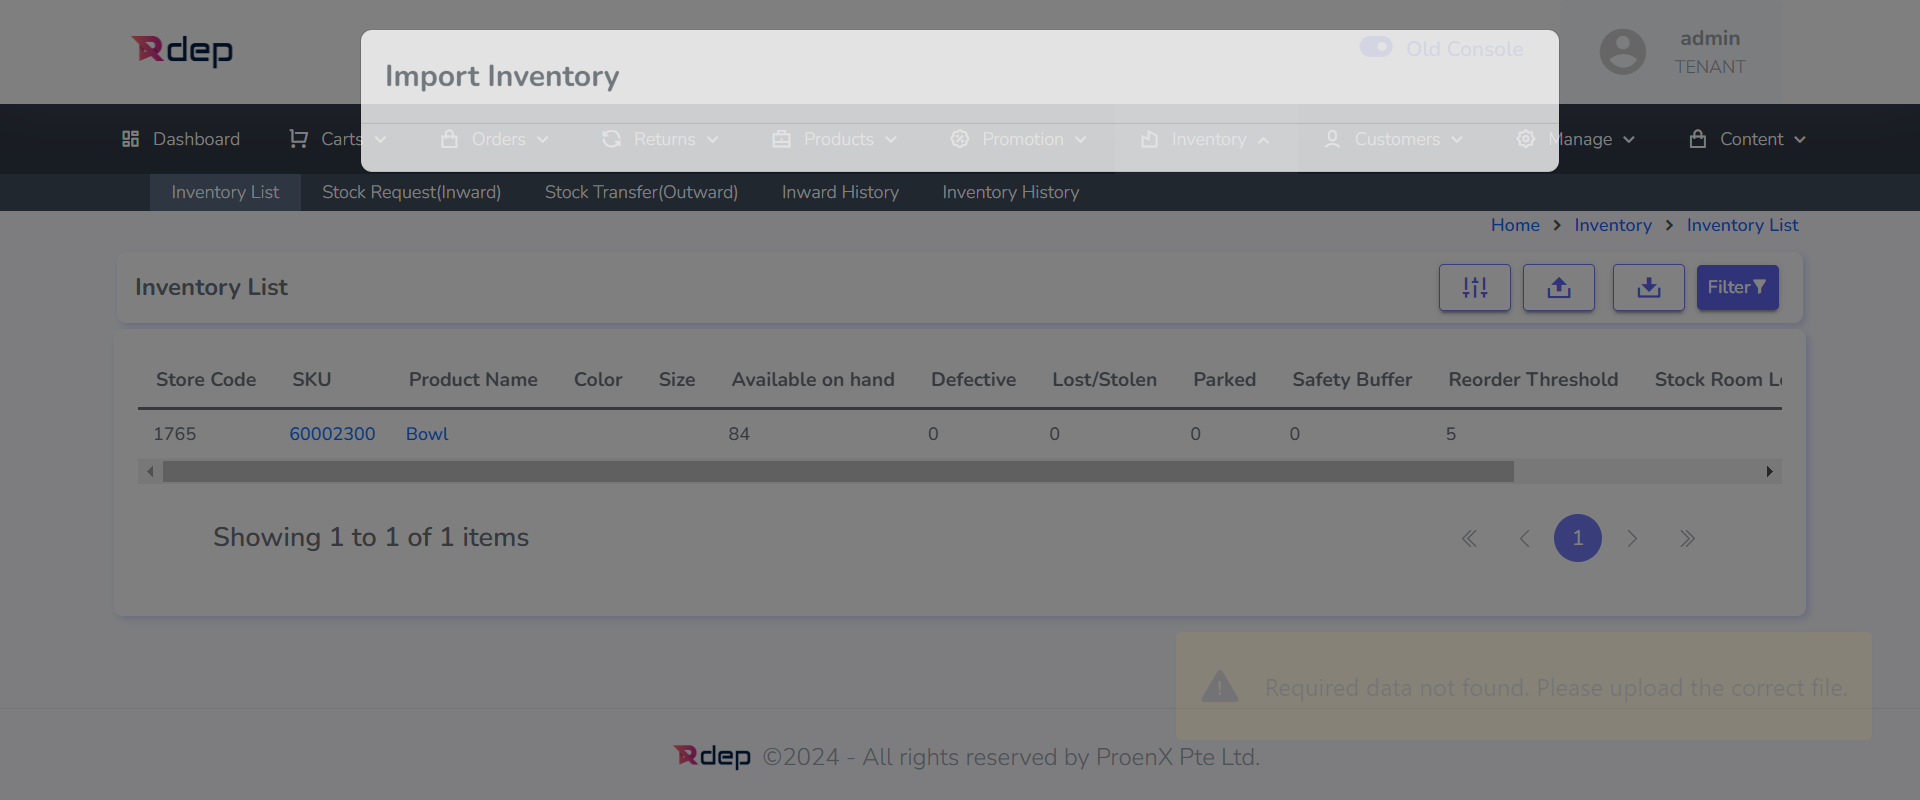 Rdep
Import Inventory
Old Console
admin
TENANT
Dashboard
Carts
Orders
Returns
Products
Promotion
Inventory
Customers
Manage
Content
Inventory List
Stock Request(Inward)
Stock Transfer(Outward)
Inward History
Inventory History
Home > Inventory > Inventory List
Inventory List
Filter
Store Code SKU Product Name Color Size Available on hand Defective Lost/Stolen Parked Safety Buffer Reorder Threshold Stock Room
1765 60002300 Bowl 84 0 0 0 0 5
Showing 1 to 1 of 1 items
1
Required data not found. Please upload the correct file.
Rdep ©2024 - All rights reserved by ProenX Pte Ltd.